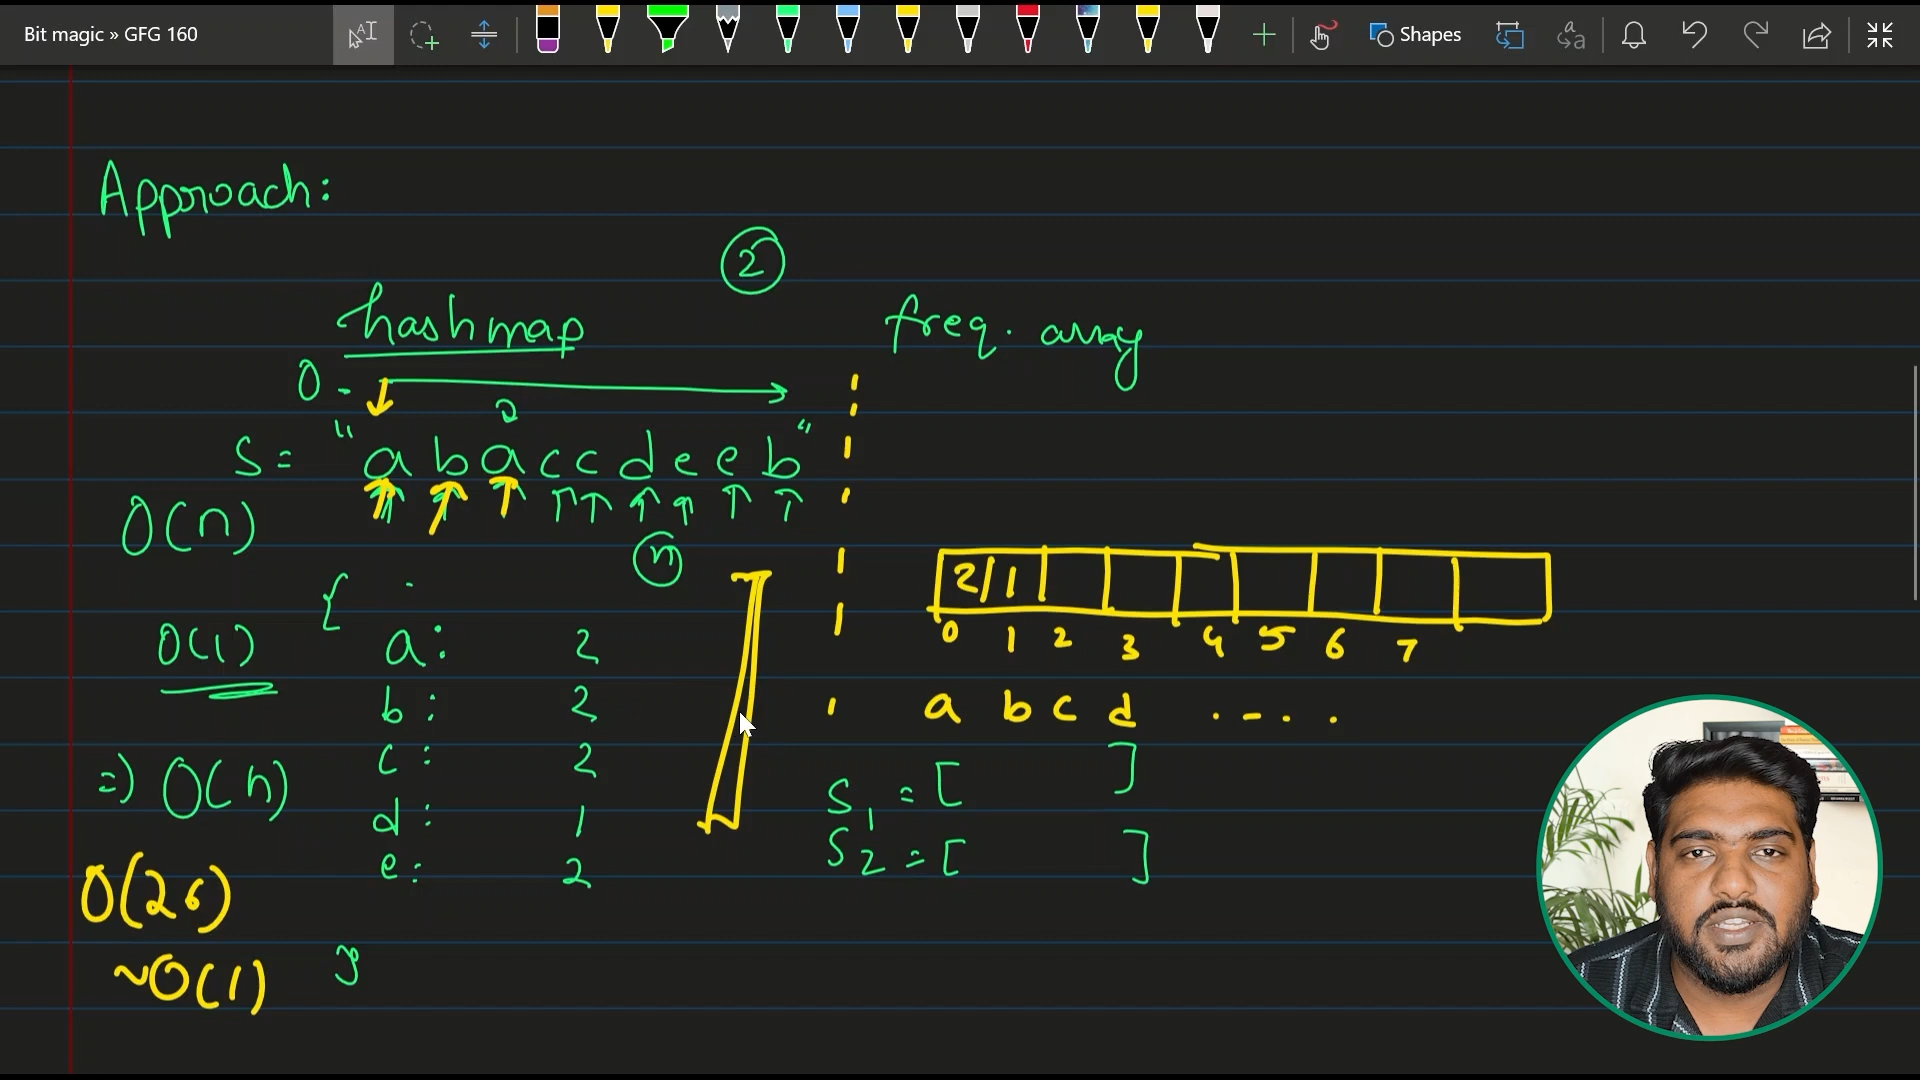 Bit magic » GFG 160
Shapes
Approach:
2
hashmap
freq. array
0
2
S = "abaccdeeb"
O(n)
n
{
2 1
0 1 2 3 4 5 6 7
O(1)
a: 2
b: 2
a b c d . - . . .
c: 2
=) O(n)
S1 = [ ]
d: 1
S2 = [ ]
e: 2
O(26)
~O(1)
}